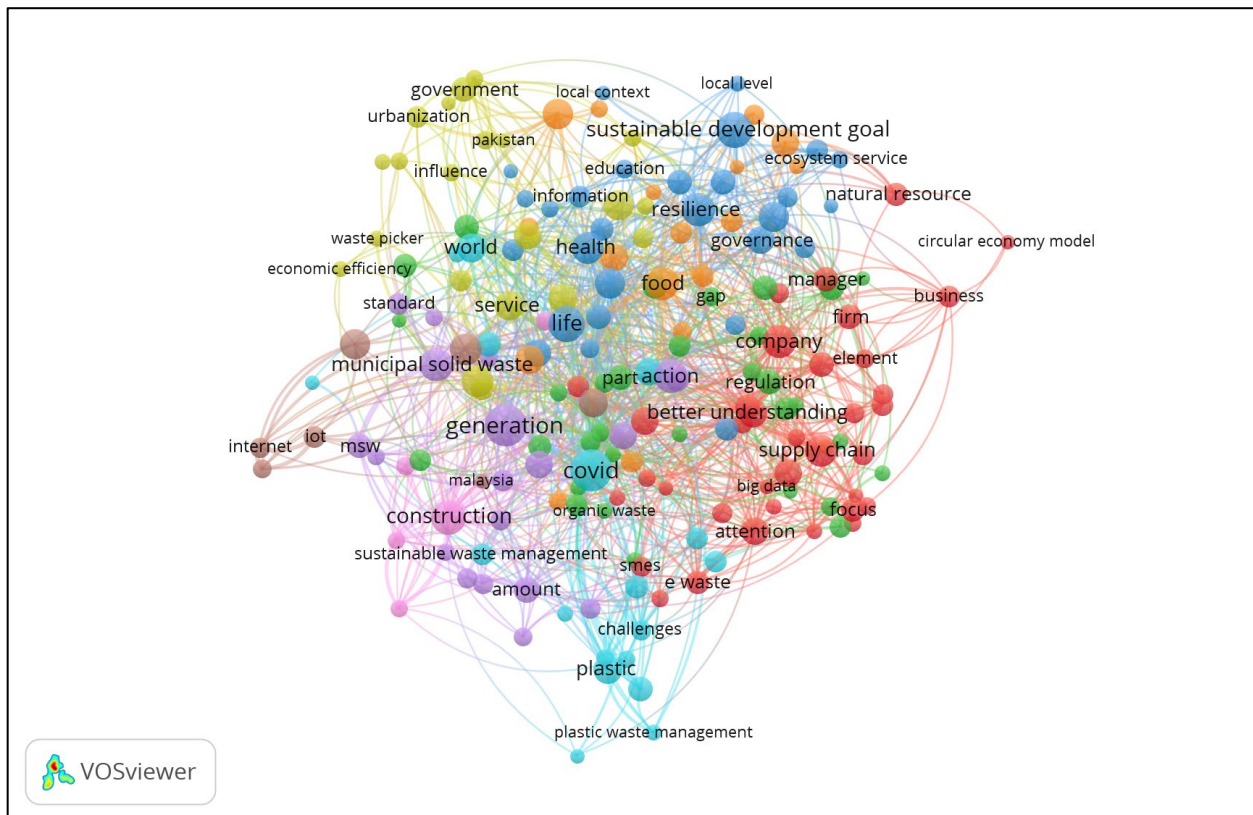 government
local context
local level
urbanization
sustainable development goal
pakistan
ecosystem service
influence
education
natural resource
information
resilience
waste picker
world
health
governance
circular economy model
economic efficiency
food
manager
standard
service
gap
business
life
firm
company
municipal solid waste
element
part
action
regulation
generation
better understanding
internet
iot
msw
supply chain
malaysia
covid
big data
construction
organic waste
focus
attention
sustainable waste management
smes
amount
e waste
challenges
plastic
plastic waste management
VOSviewer